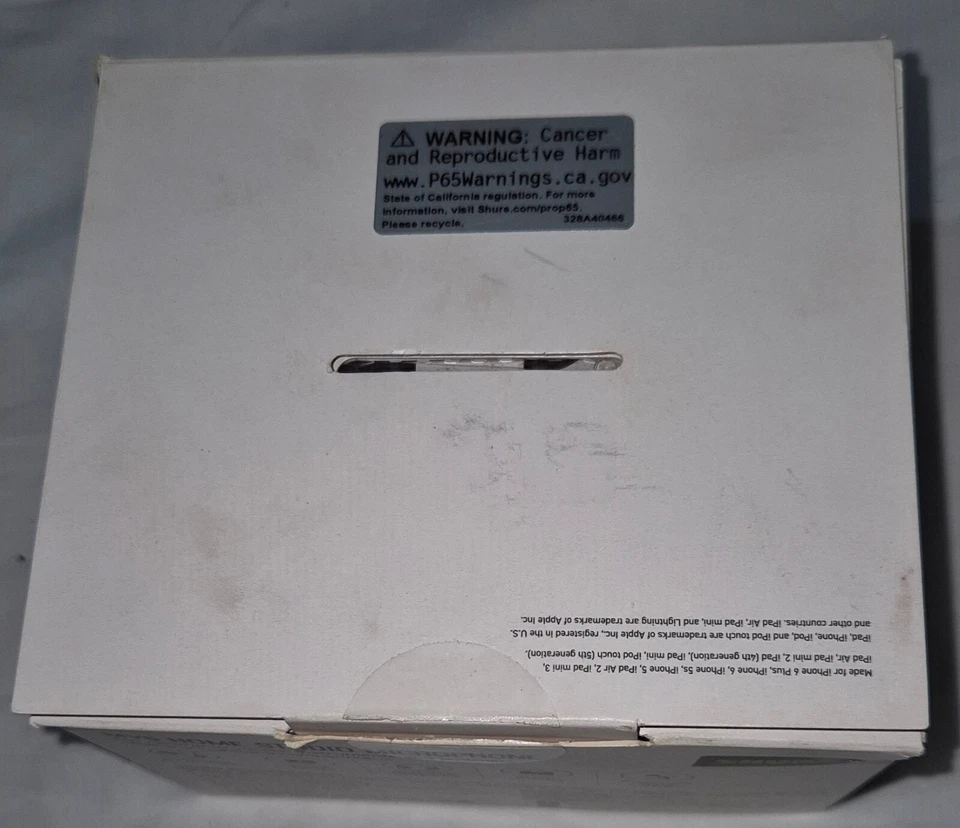 WARNING: Cancer
and Reproductive Harm
www.P65Warnings.ca.gov
State of California regulation. For more
information, visit Shure.com/prop65.
Please recycle. 328A40466
Made for iPhone 6 Plus, iPhone 6, iPhone 5s, iPhone 5, iPad Air 2, iPad mini 3,
iPad Air, iPad mini 2, iPad (4th generation), iPad mini, iPod touch (5th generation).
iPad, iPhone, iPod, and iPod touch are trademarks of Apple Inc., registered in the U.S.
and other countries. iPad Air, iPad mini, and Lightning are trademarks of Apple Inc.
HOME STUDIO MICROPHONE